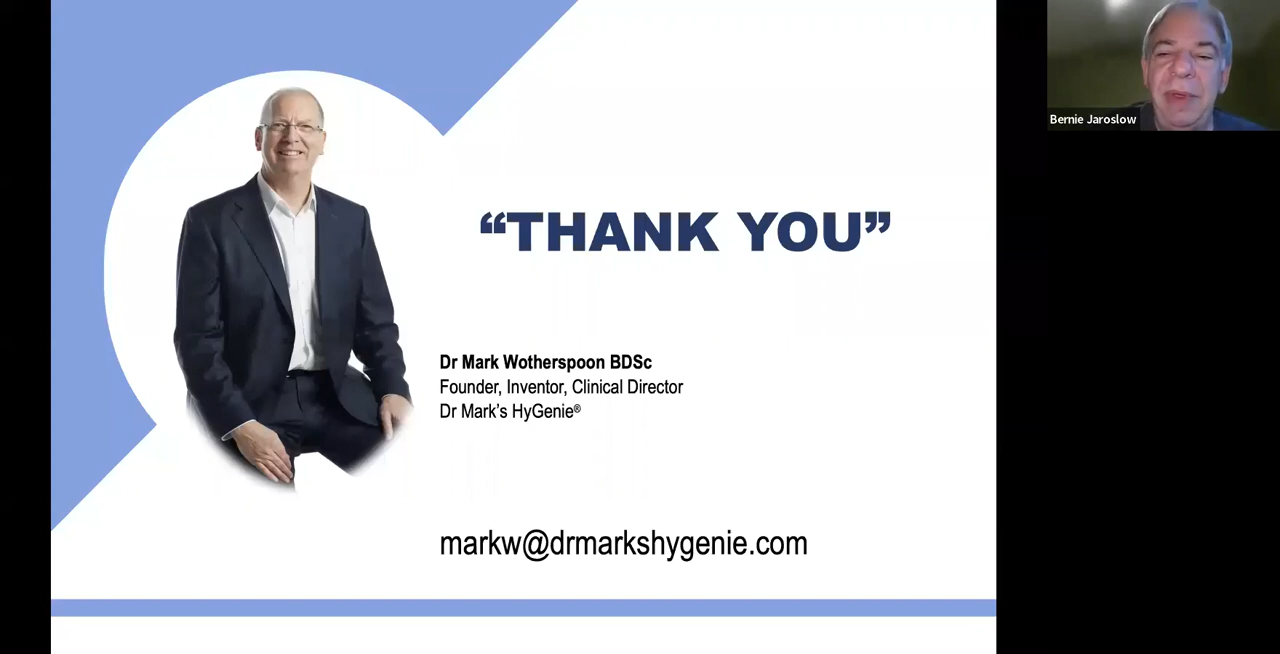 “THANK YOU”
Dr Mark Wotherspoon BDSc
Founder, Inventor, Clinical Director
Dr Mark’s HyGenie®
markw@drmarkshygenie.com
Bernie Jaroslow